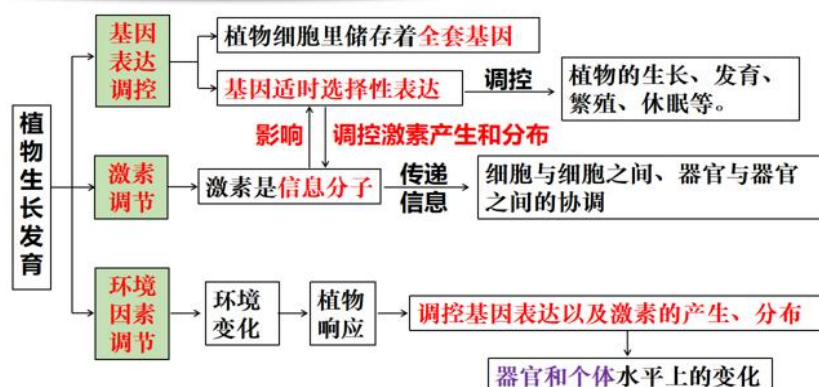 植物生长发育
基因
表达
调控
植物细胞里储存着全套基因
基因适时选择性表达
调控
植物的生长、发育、
繁殖、休眠等。
影响
调控激素产生和分布
激素
调节
激素是信息分子
传递
信息
细胞与细胞之间、器官与器官
之间的协调
环境
因素
调节
环境
变化
植物
响应
调控基因表达以及激素的产生、分布
器官和个体水平上的变化